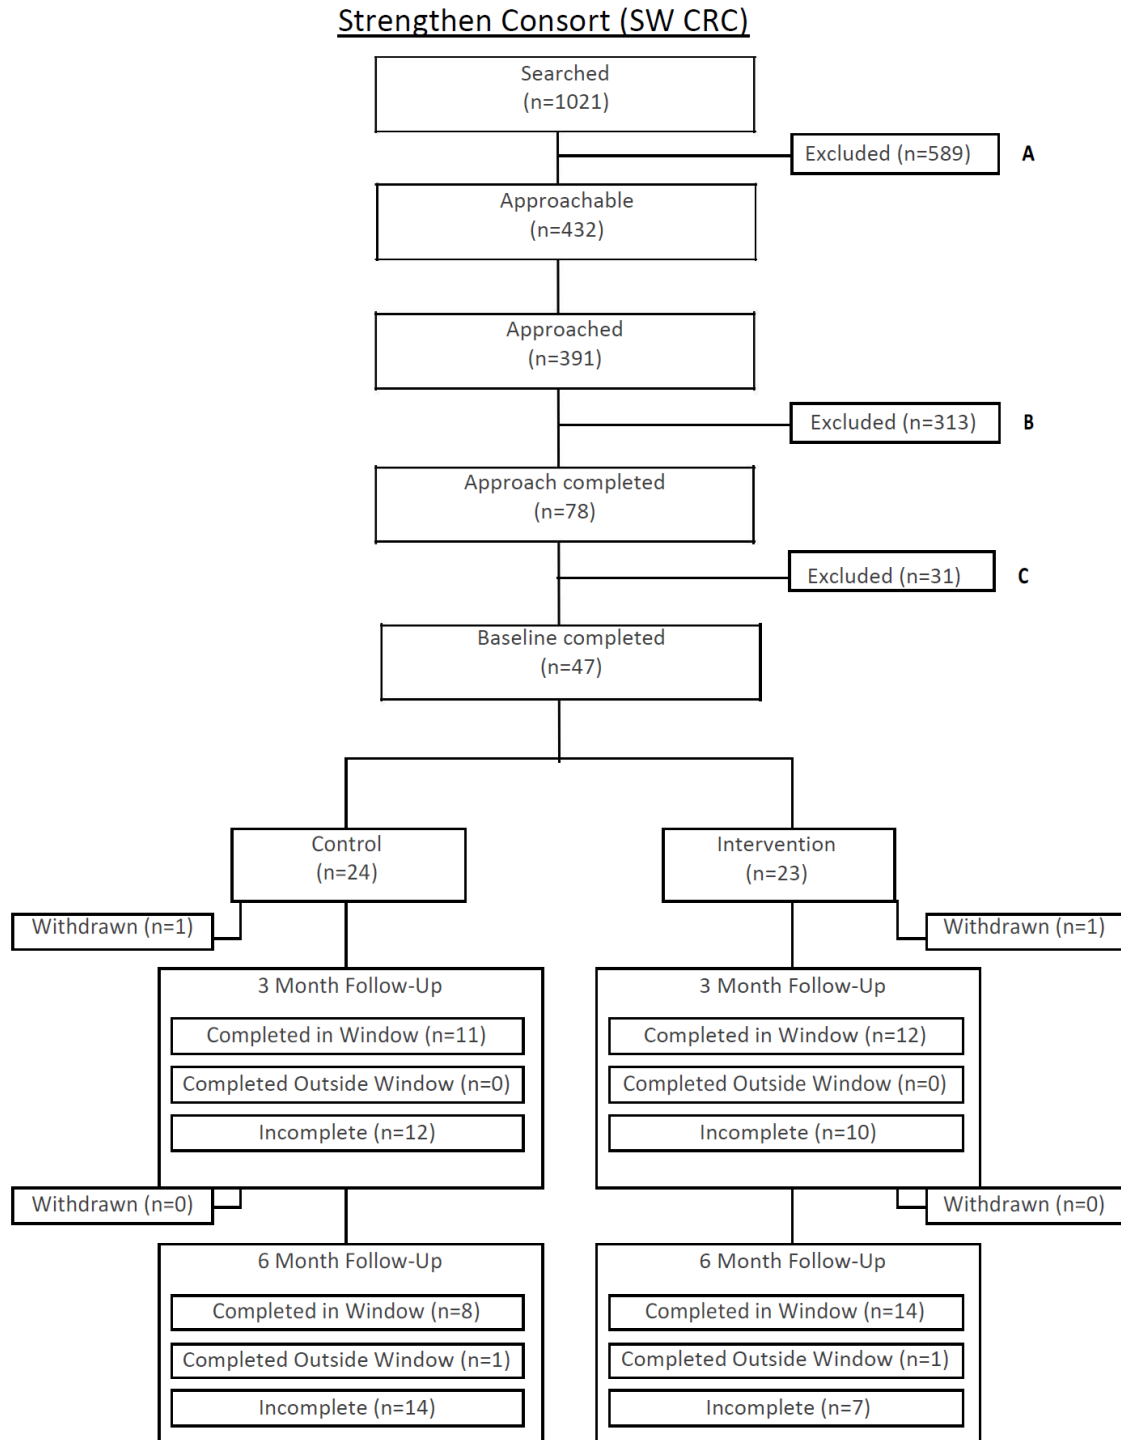 Strengthen Consort (SW CRC)
Searched
(n=1021)
Excluded (n=589)
A
Approachable
(n=432)
Approached
(n=391)
Excluded (n=313)
B
Approach completed
(n=78)
Excluded (n=31)
C
Baseline completed
(n=47)
Control
(n=24)
Intervention
(n=23)
Withdrawn (n=1)
Withdrawn (n=1)
3 Month Follow-Up
Completed in Window (n=11)
Completed Outside Window (n=0)
Incomplete (n=12)
3 Month Follow-Up
Completed in Window (n=12)
Completed Outside Window (n=0)
Incomplete (n=10)
Withdrawn (n=0)
Withdrawn (n=0)
6 Month Follow-Up
Completed in Window (n=8)
Completed Outside Window (n=1)
Incomplete (n=14)
6 Month Follow-Up
Completed in Window (n=14)
Completed Outside Window (n=1)
Incomplete (n=7)